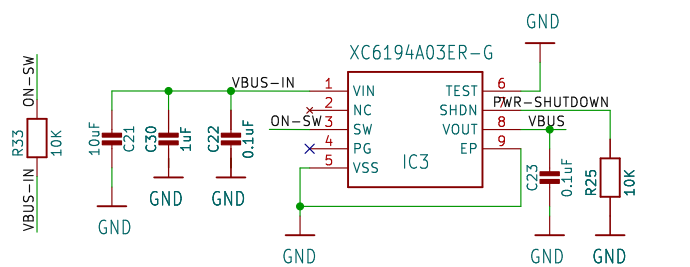 GND
XC6194A03ER-G
ON-SW
R33
10K
VBUS-IN
10uF
C21
GND
C30
1uF
GND
C22
0.1uF
GND
VBUS-IN
ON-SW
1
2
3
4
5
VIN
NC
SW
PG
VSS
IC3
TEST
SHDN
VOUT
EP
6
7
8
9
PWR-SHUTDOWN
VBUS
C23
0.1uF
R25
10K
GND
GND
GND